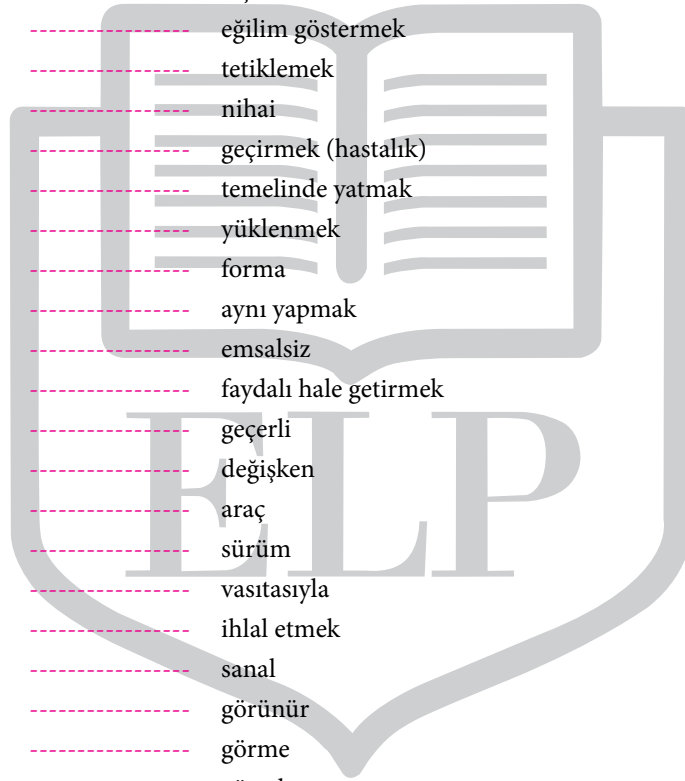 eğilim göstermek
tetiklemek
nihai
geçirmek (hastalık)
temelinde yatmak
yüklenmek
forma
aynı yapmak
emsalsiz
faydalı hale getirmek
geçerli
değişken
araç
sürüm
vasıtasıyla
ihlal etmek
sanal
görünür
görme
ELP